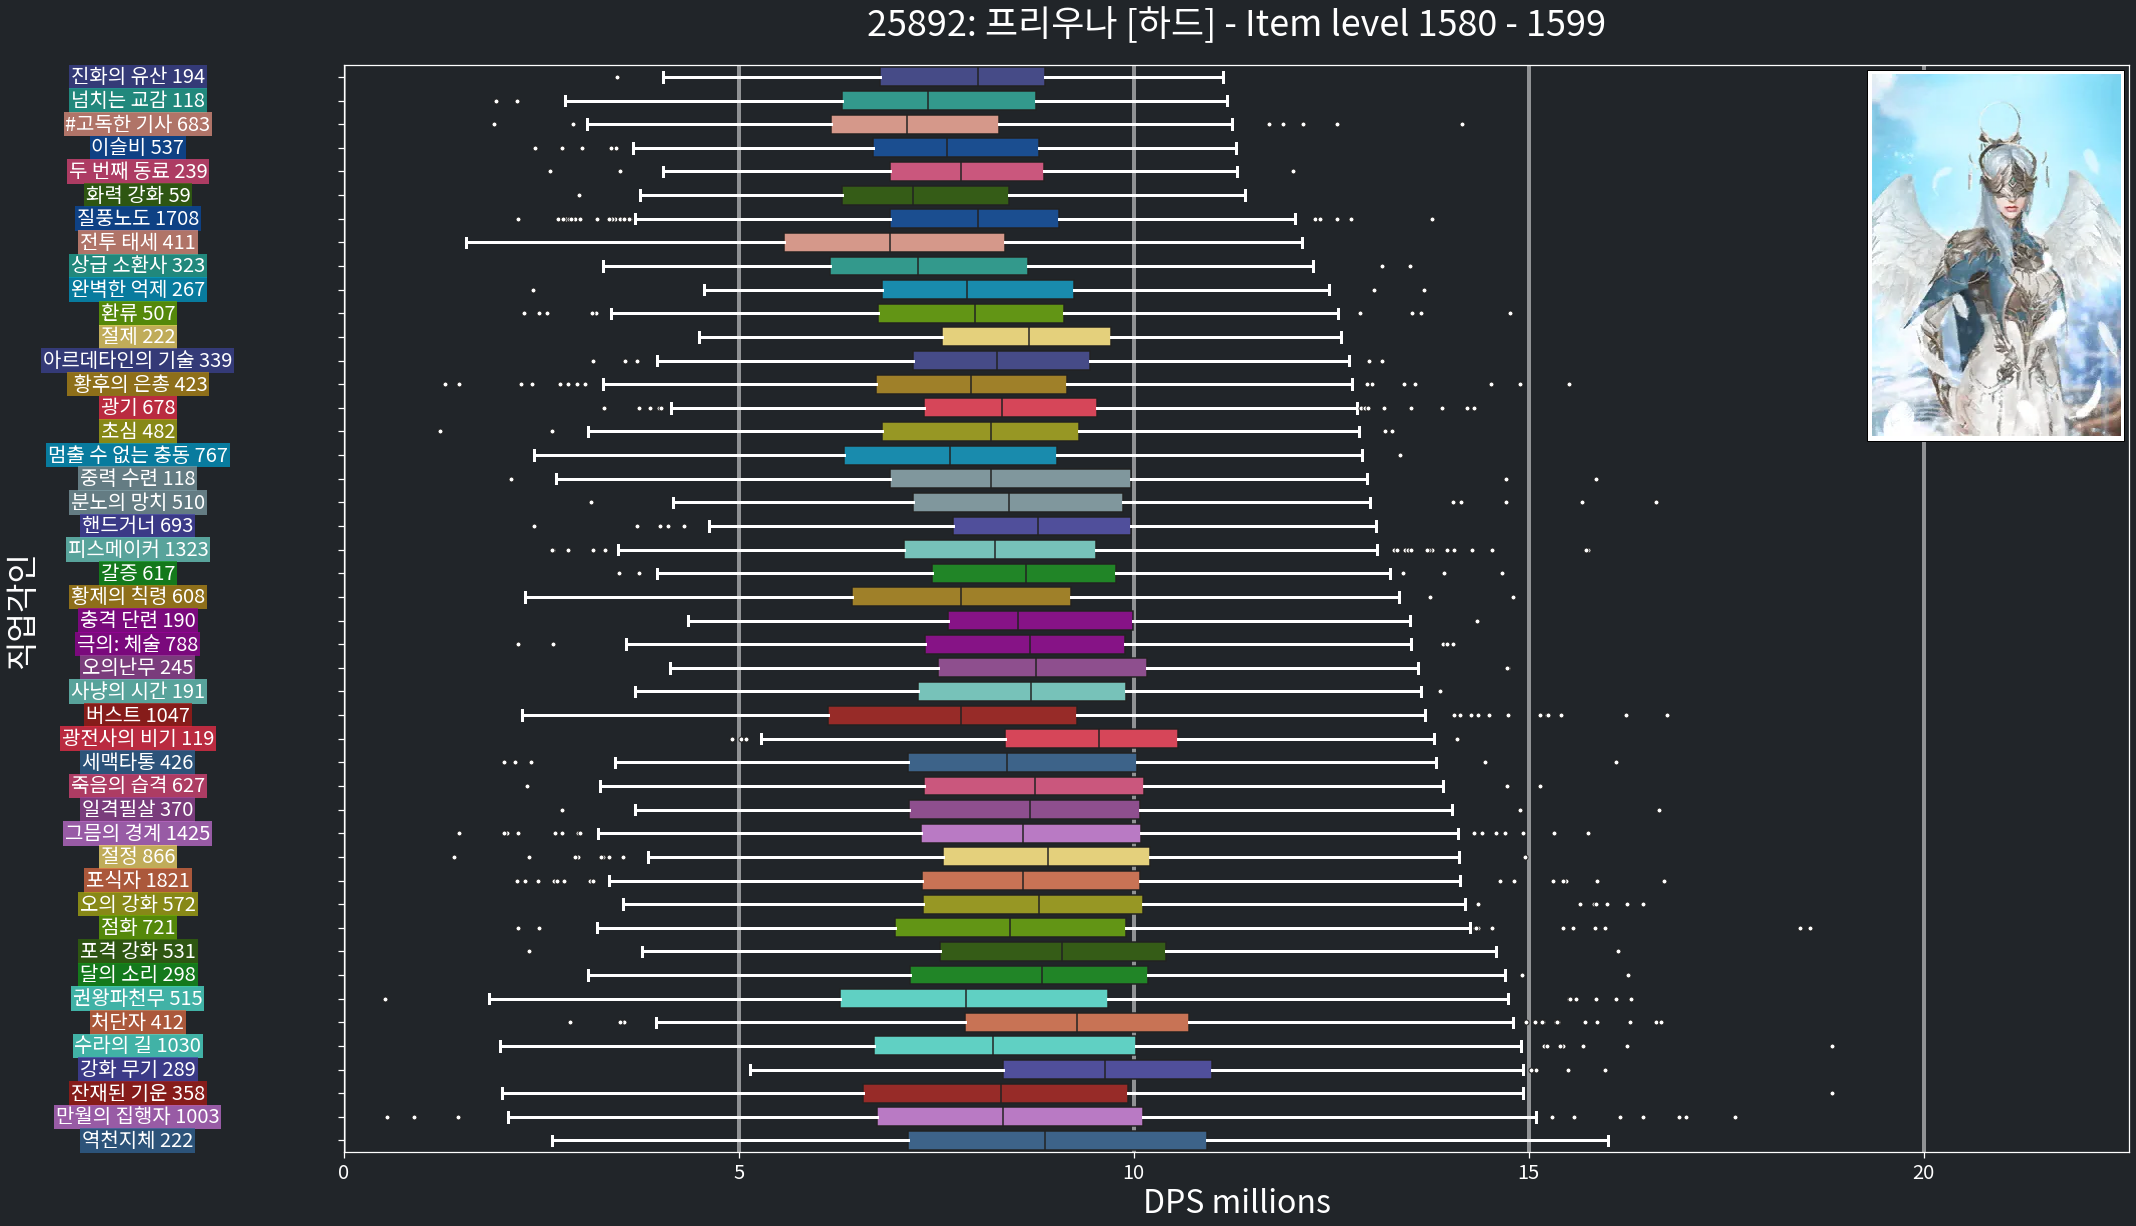 25892: 프리우나 [하드] - Item level 1580 - 1599
직업각인
진화의 유산 194
넘치는 교감 118
#고독한 기사 683
이슬비 537
두 번째 동료 239
화력 강화 59
질풍노도 1708
전투 태세 411
상급 소환사 323
완벽한 억제 267
환류 507
절제 222
아르데타인의 기술 339
황후의 은총 423
광기 678
초심 482
멈출 수 없는 충동 767
중력 수련 118
분노의 망치 510
핸드거너 693
피스메이커 1323
갈증 617
황제의 칙령 608
충격 단련 190
극의: 체술 788
오의난무 245
사냥의 시간 191
버스트 1047
광전사의 비기 119
세맥타통 426
죽음의 습격 627
일격필살 370
그믐의 경계 1425
절정 866
포식자 1821
오의 강화 572
점화 721
포격 강화 531
달의 소리 298
권왕파천무 515
처단자 412
수라의 길 1030
강화 무기 289
잔재된 기운 358
만월의 집행자 1003
역천지체 222
0 5 10 15 20
DPS millions